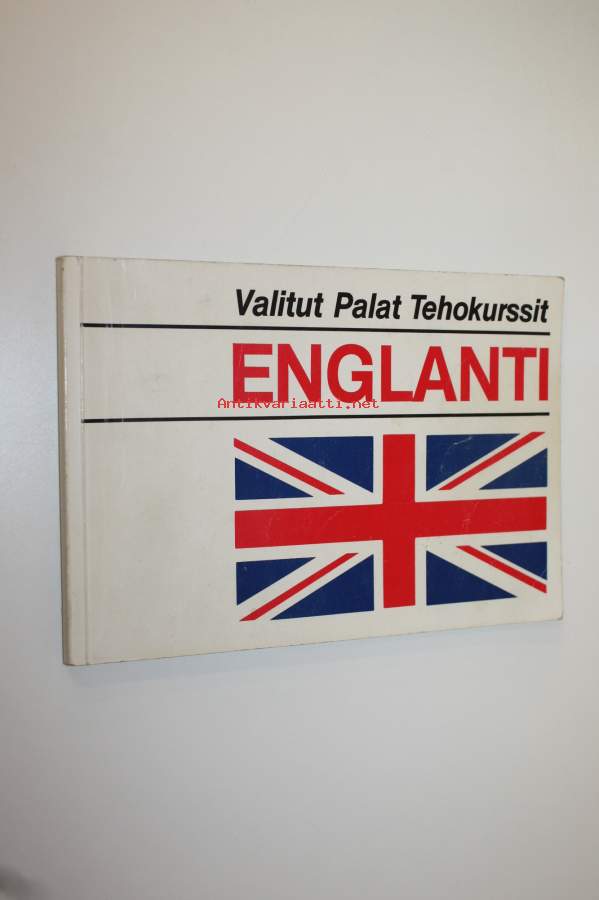 Valitut Palat Tehokurssit
ENGLANTI
Antikvariaatti.net